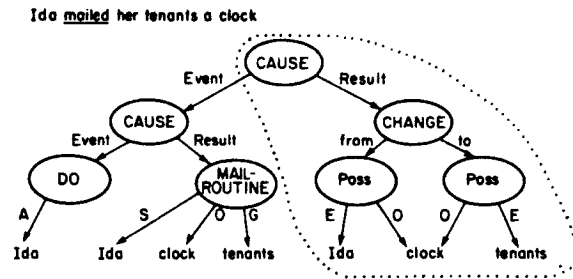 Ida mailed her tenants a clock
CAUSE
Event Result
CAUSE CHANGE
Event Result from to
DO MAIL-
ROUTINE Poss Poss
A S O G E O O E
Ida Ida clock tenants Ida clock tenants